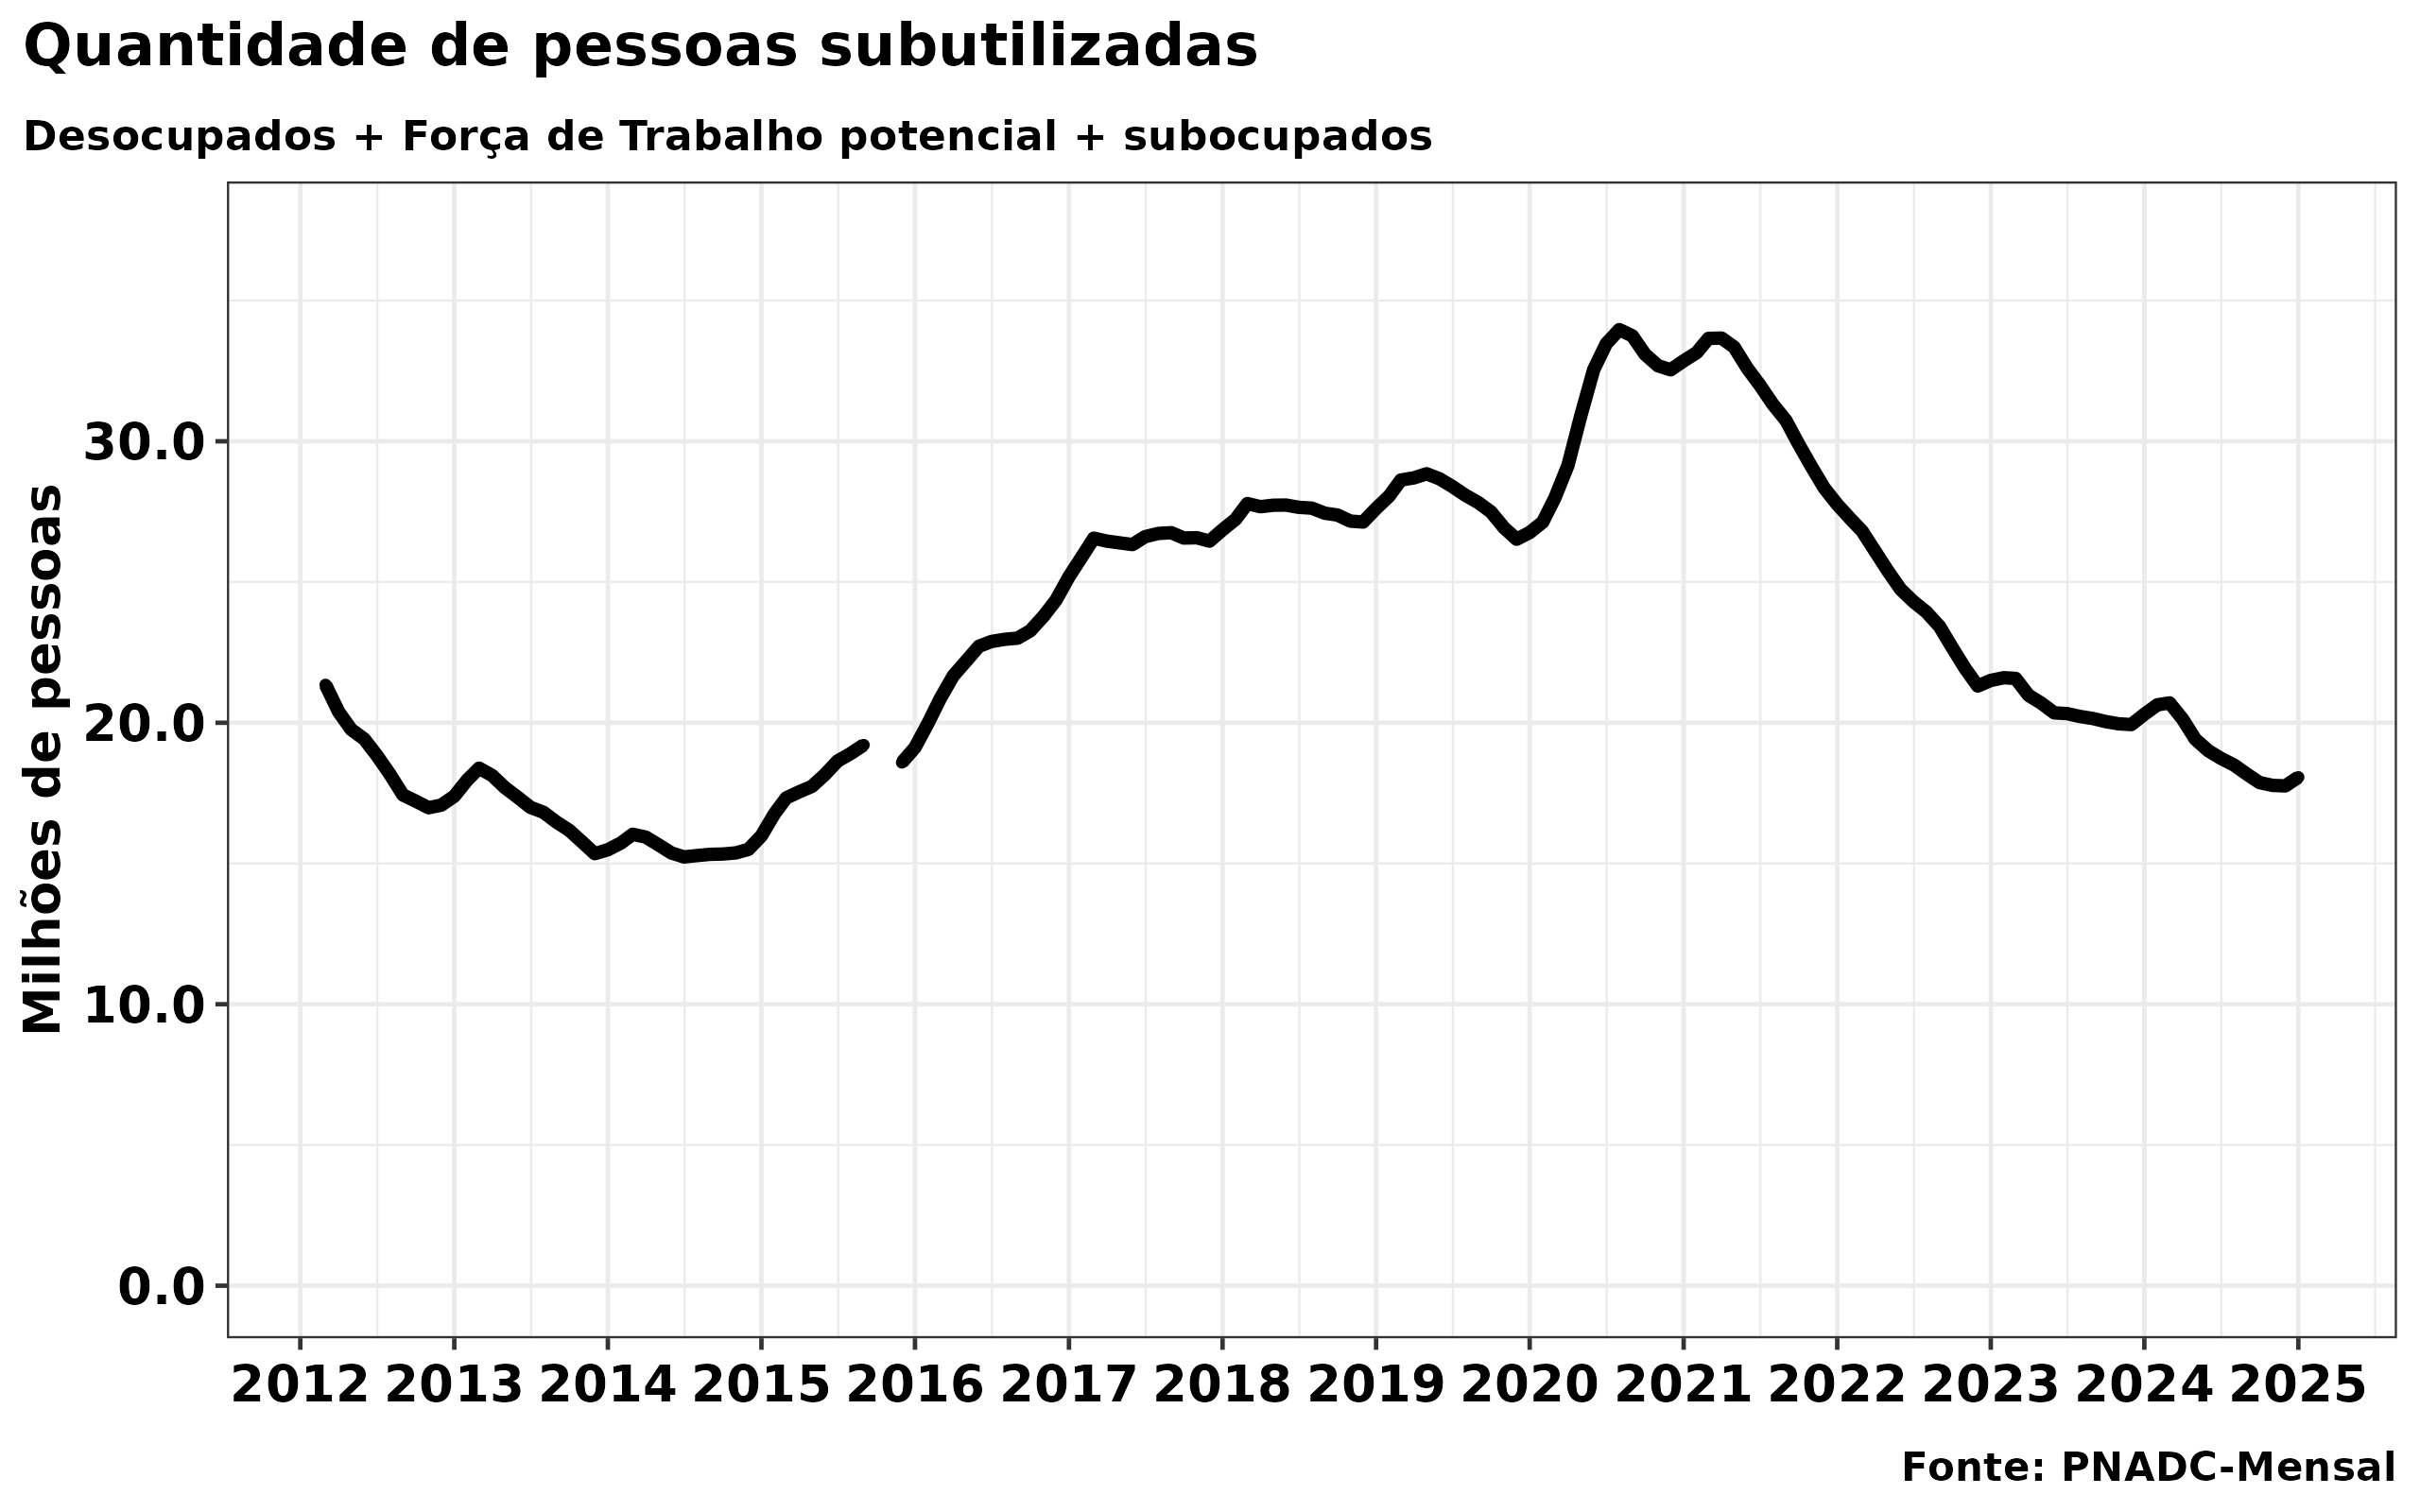 Quantidade de pessoas subutilizadas
Desocupados + Força de Trabalho potencial + subocupados
Milhões de pessoas
30.0
20.0
10.0
0.0
2012 2013 2014 2015 2016 2017 2018 2019 2020 2021 2022 2023 2024 2025
Fonte: PNADC-Mensal